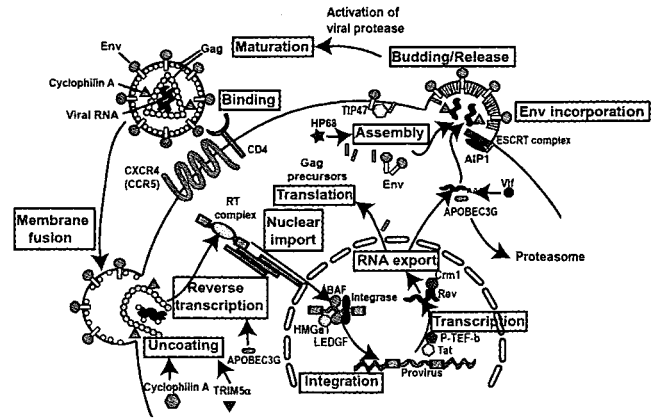 Activation of
viral protease
Env
Gag
Maturation
Budding/Release
Cyclophilin A
Viral RNA
Binding
TIP47
Env incorporation
HP68
Assembly
ESCRT complex
AIP1
CD4
CXCR4
(CCR5)
Env
Gag
precursors
Translation
Vif
APOBEC3G
RT
complex
Nuclear
import
Membrane
fusion
Proteasome
RNA export
Crm1
Rev
Reverse
transcription
BAF
Integrase
HMGa1
LEDGF
Transcription
P-TEF-b
Tat
Uncoating
APOBEC3G
Provirus
Integration
Cyclophilin A
TRIM5α